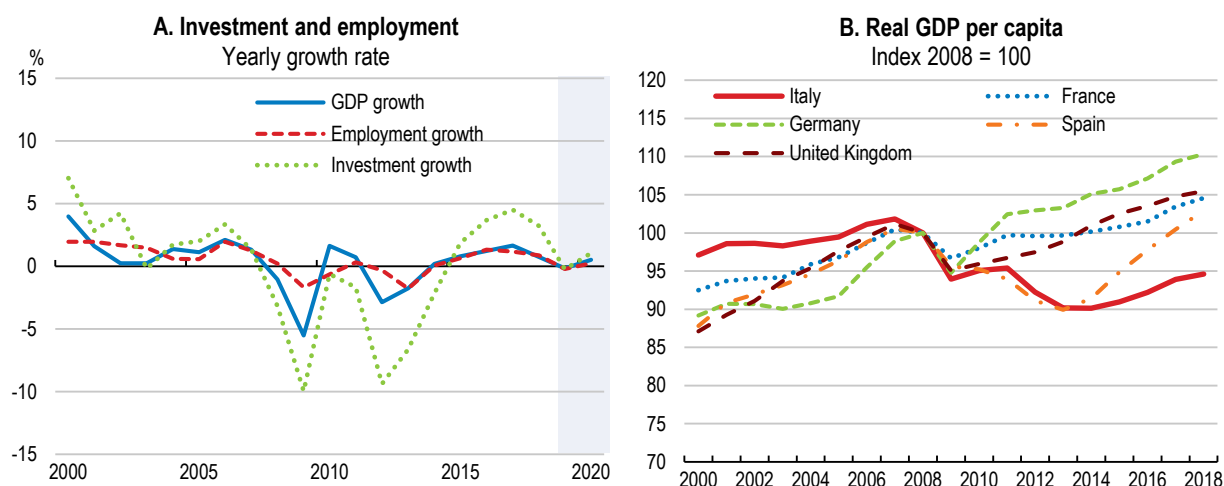 A. Investment and employment
Yearly growth rate
%
15
10
5
0
-5
-10
-15
GDP growth
Employment growth
Investment growth
2000 2005 2010 2015 2020
B. Real GDP per capita
Index 2008 = 100
120
115
110
105
100
95
90
85
80
75
70
Italy France
Germany Spain
United Kingdom
2000 2002 2004 2006 2008 2010 2012 2014 2016 2018